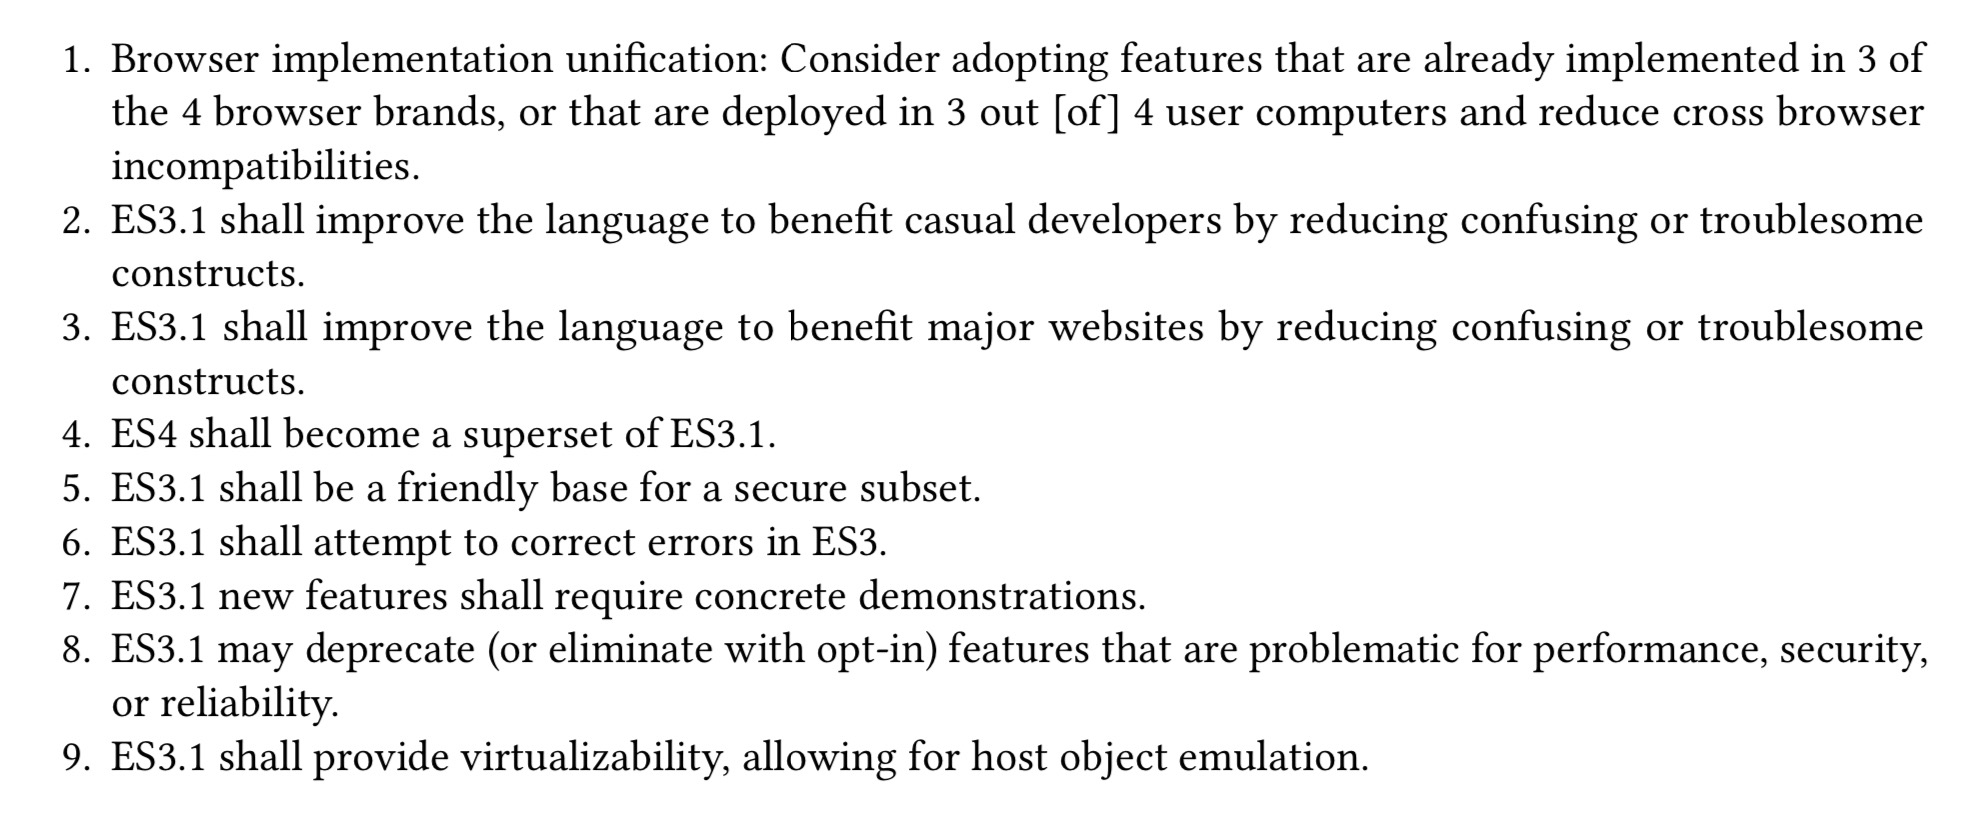 1. Browser implementation unification: Consider adopting features that are already implemented in 3 of
the 4 browser brands, or that are deployed in 3 out [of] 4 user computers and reduce cross browser
incompatibilities.
2. ES3.1 shall improve the language to benefit casual developers by reducing confusing or troublesome
constructs.
3. ES3.1 shall improve the language to benefit major websites by reducing confusing or troublesome
constructs.
4. ES4 shall become a superset of ES3.1.
5. ES3.1 shall be a friendly base for a secure subset.
6. ES3.1 shall attempt to correct errors in ES3.
7. ES3.1 new features shall require concrete demonstrations.
8. ES3.1 may deprecate (or eliminate with opt-in) features that are problematic for performance, security,
or reliability.
9. ES3.1 shall provide virtualizability, allowing for host object emulation.